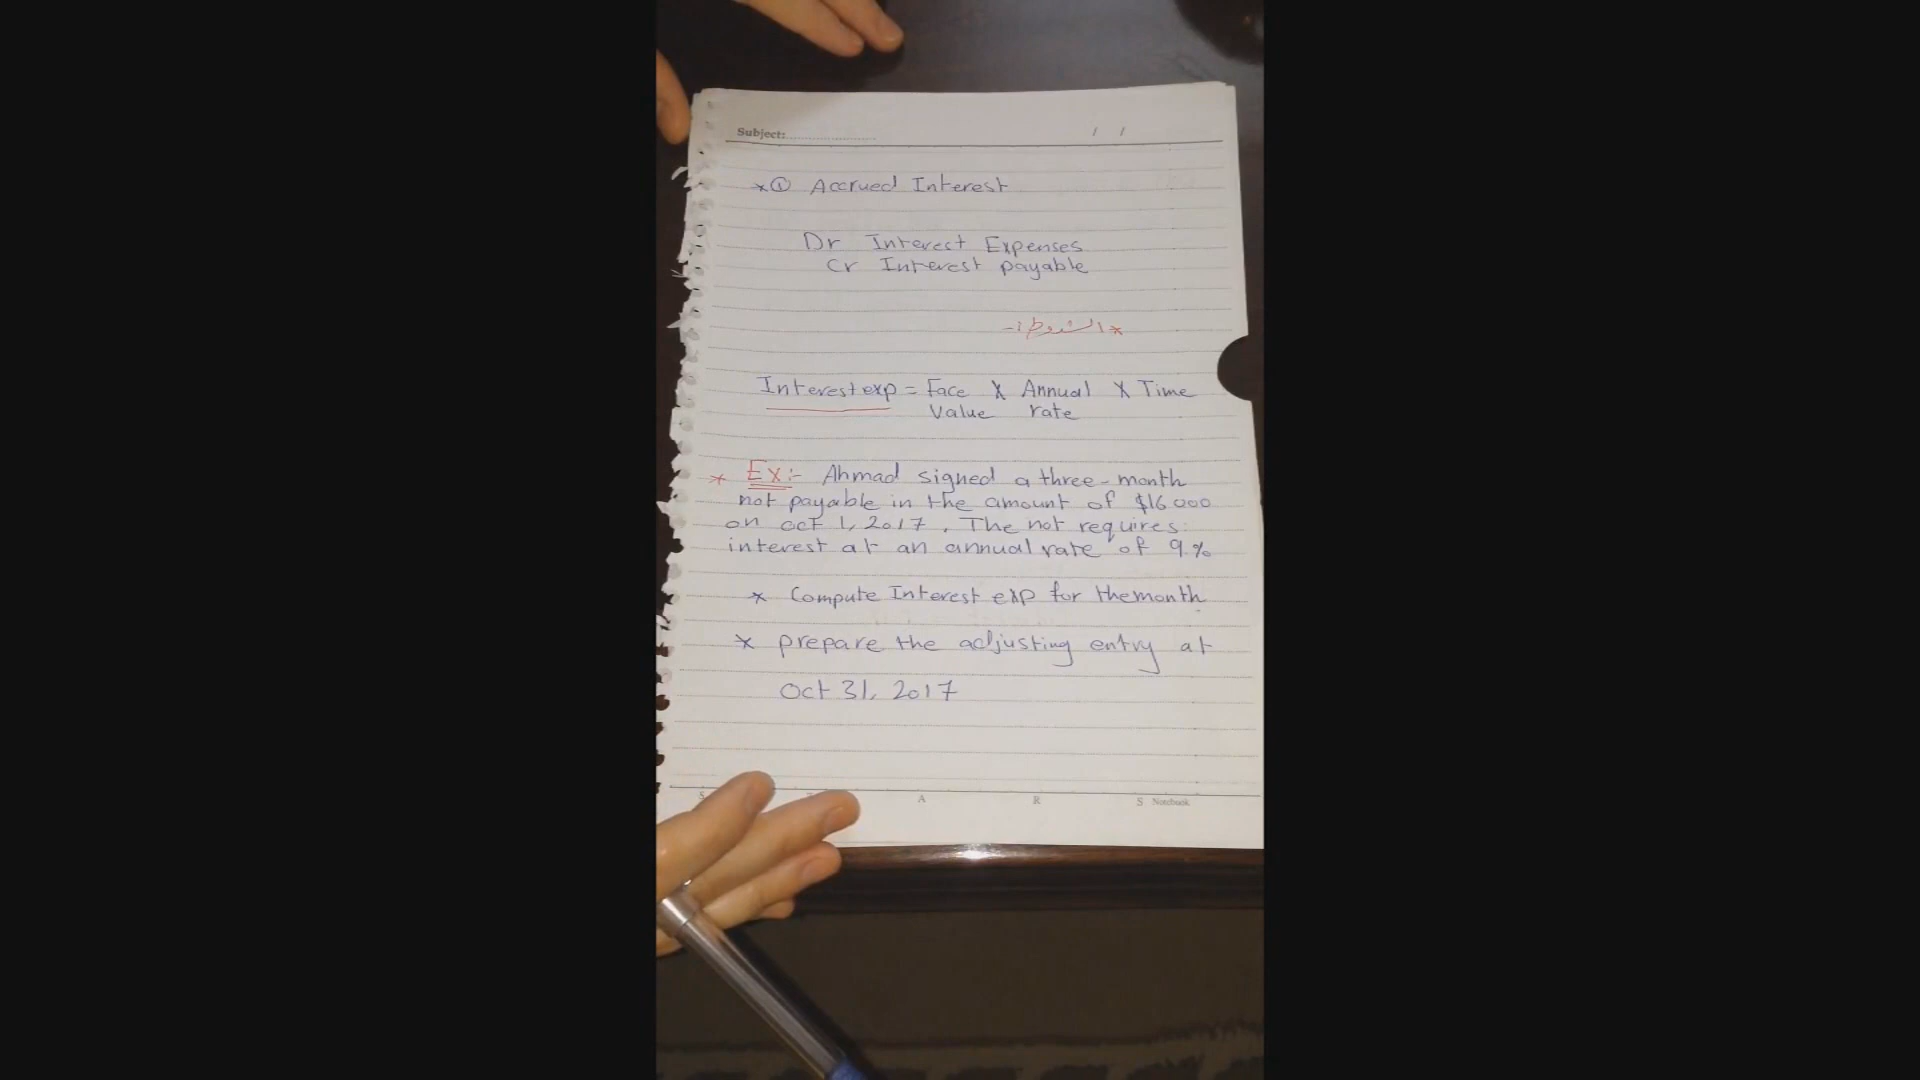 Subject:
/ /
*① Accrued Interest
Dr Interest Expenses
Cr Interest payable
*الشروط :-
Interest exp = Face X Annual X Time
Value rate
* Ex:- Ahmad signed a three-month
not payable in the amount of $16 000
on oct 1, 2017. The not requires
interest at an annual rate of 9%
* Compute Interest exp for the month
* prepare the adjusting entry at
Oct 31, 2017
S A R S Notebook